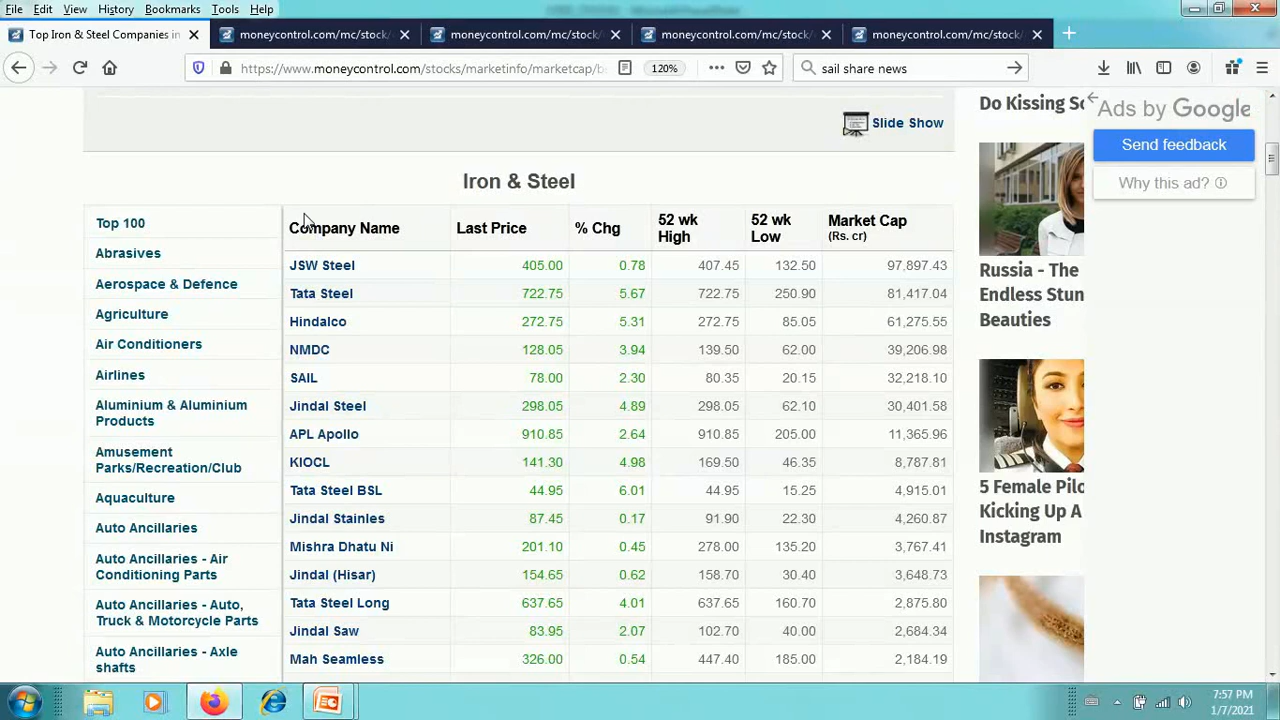 File Edit View History Bookmarks Tools Help
Top Iron & Steel Companies in
moneycontrol.com/mc/stock/
moneycontrol.com/mc/stock/
moneycontrol.com/mc/stock/
moneycontrol.com/mc/stock/
https://www.moneycontrol.com/stocks/marketinfo/marketcap/b
120%
sail share news
Slide Show
Iron & Steel
Top 100
Abrasives
Aerospace & Defence
Agriculture
Air Conditioners
Airlines
Aluminium & Aluminium
Products
Amusement
Parks/Recreation/Club
Aquaculture
Auto Ancillaries
Auto Ancillaries - Air
Conditioning Parts
Auto Ancillaries - Auto,
Truck & Motorcycle Parts
Auto Ancillaries - Axle
shafts
Company Name Last Price % Chg 52 wk High 52 wk Low Market Cap (Rs. cr)
JSW Steel 405.00 0.78 407.45 132.50 97,897.43
Tata Steel 722.75 5.67 722.75 250.90 81,417.04
Hindalco 272.75 5.31 272.75 85.05 61,275.55
NMDC 128.05 3.94 139.50 62.00 39,206.98
SAIL 78.00 2.30 80.35 20.15 32,218.10
Jindal Steel 298.05 4.89 298.05 62.10 30,401.58
APL Apollo 910.85 2.64 910.85 205.00 11,365.96
KIOCL 141.30 4.98 169.50 46.35 8,787.81
Tata Steel BSL 44.95 6.01 44.95 15.25 4,915.01
Jindal Stainles 87.45 0.17 91.90 22.30 4,260.87
Mishra Dhatu Ni 201.10 0.45 278.00 135.20 3,767.41
Jindal (Hisar) 154.65 0.62 158.70 30.40 3,648.73
Tata Steel Long 637.65 4.01 637.65 160.70 2,875.80
Jindal Saw 83.95 2.07 102.70 40.00 2,684.34
Mah Seamless 326.00 0.54 447.40 185.00 2,184.19
Do Kissing Sc
Russia - The
Endless Stun
Beauties
5 Female Pilo
Kicking Up A
Instagram
Ads by Google
Send feedback
Why this ad?
7:57 PM
1/7/2021